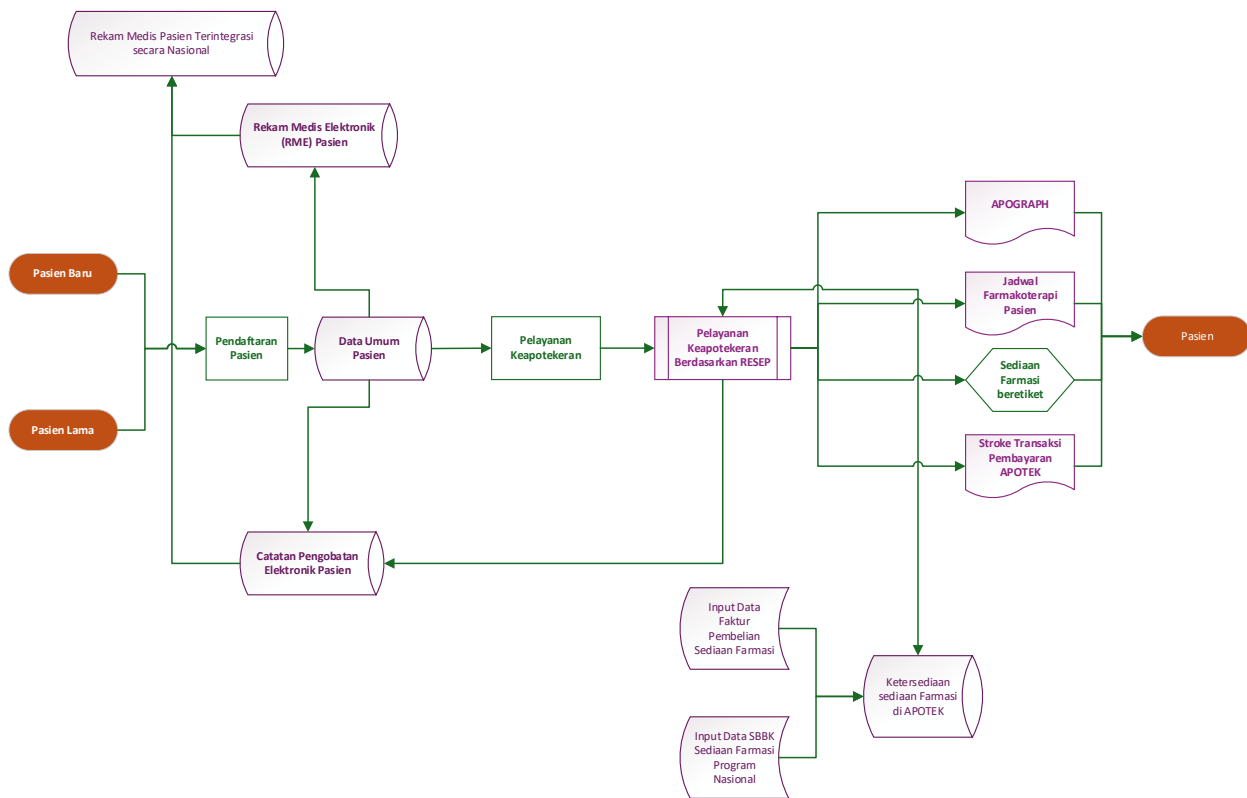 Rekam Medis Pasien Terintegrasi
secara Nasional
Rekam Medis Elektronik
(RME) Pasien
APOGRAPH
Pasien Baru
Jadwal
Farmakoterapi
Pasien
Pendaftaran
Pasien
Data Umum
Pasien
Pelayanan
Keapotekeran
Pelayanan
Keapotekeran
Berdasarkan RESEP
Pasien
Sediaan
Farmasi
beretiket
Pasien Lama
Stroke Transaksi
Pembayaran
APOTEK
Catatan Pengobatan
Elektronik Pasien
Input Data
Faktur
Pembelian
Sediaan Farmasi
Ketersediaan
sediaan Farmasi
di APOTEK
Input Data SBBK
Sediaan Farmasi
Program
Nasional